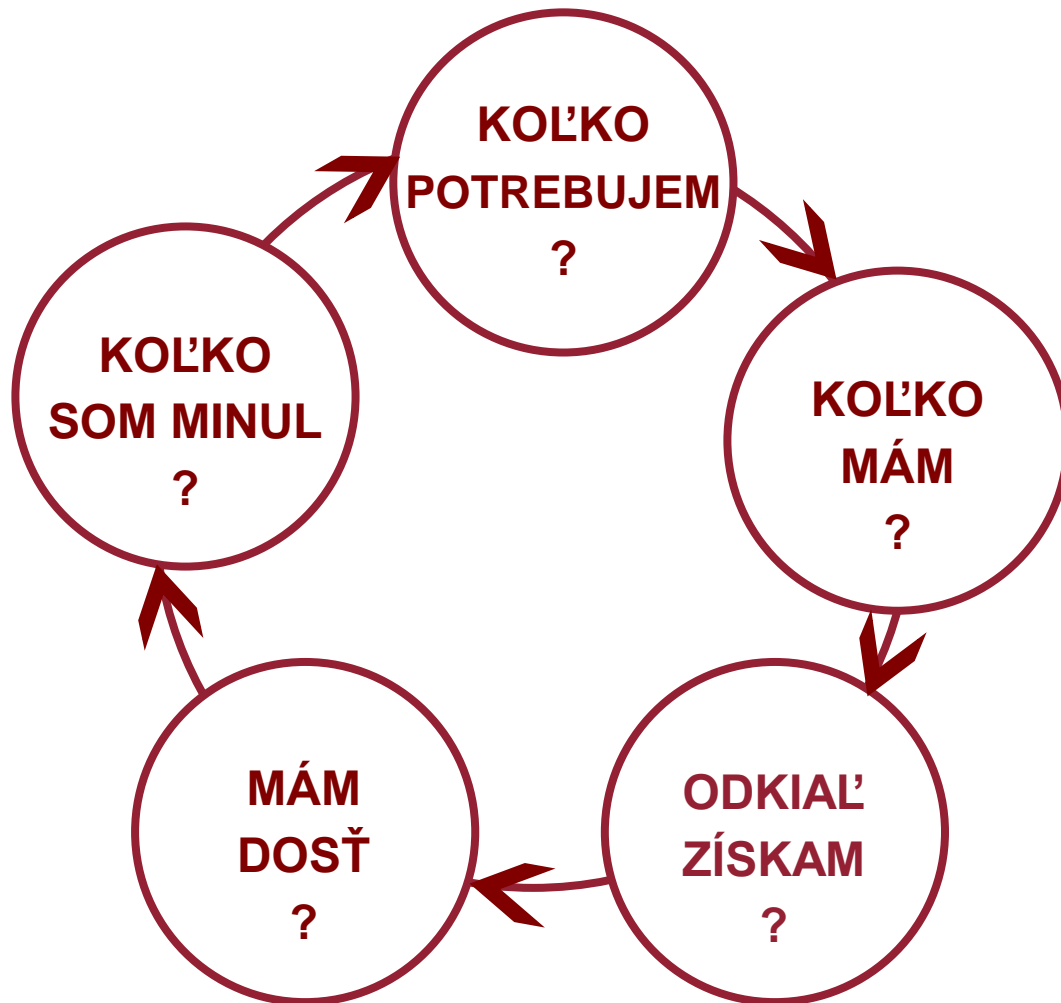 KOĽKO
POTREBUJEM
?
KOĽKO
MÁM
?
ODKIAĽ
ZÍSKAM
?
MÁM
DOSŤ
?
KOĽKO
SOM MINUL
?